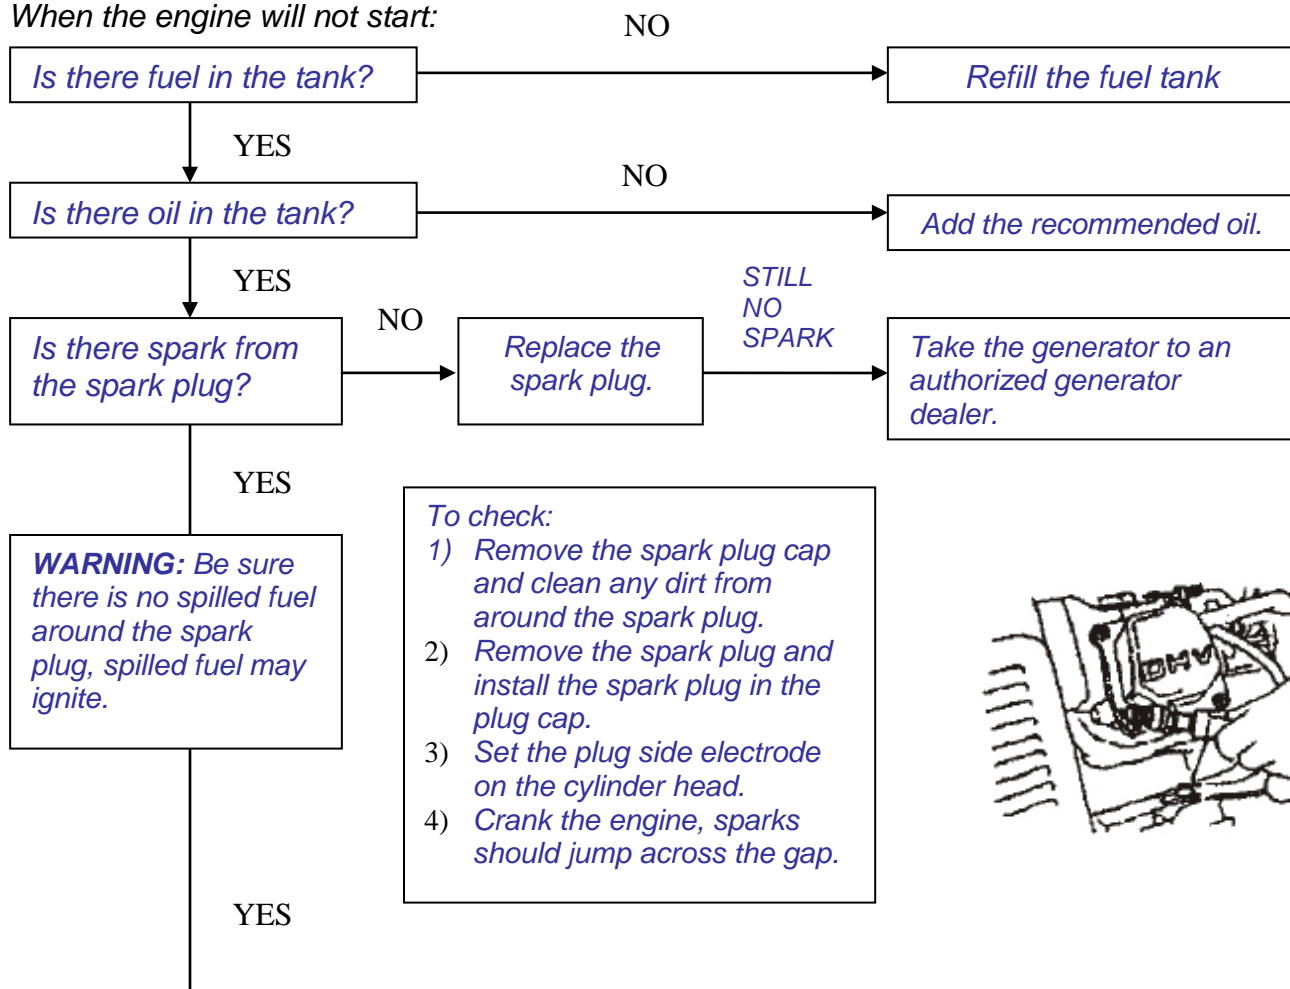 When the engine will not start:
NO
Is there fuel in the tank?
Refill the fuel tank
YES
NO
Is there oil in the tank?
Add the recommended oil.
YES
STILL
NO
SPARK
NO
Is there spark from
the spark plug?
Replace the
spark plug.
Take the generator to an
authorized generator
dealer.
YES
WARNING: Be sure
there is no spilled fuel
around the spark
plug, spilled fuel may
ignite.
To check:
1) Remove the spark plug cap
and clean any dirt from
around the spark plug.
2) Remove the spark plug and
install the spark plug in the
plug cap.
3) Set the plug side electrode
on the cylinder head.
4) Crank the engine, sparks
should jump across the gap.
OHV
YES